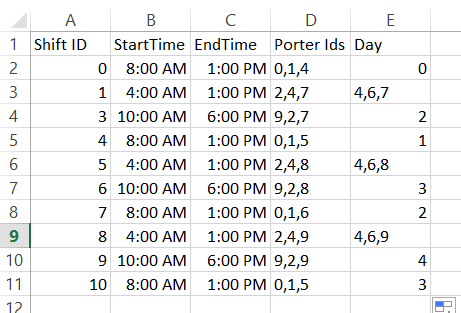 A B C D E
1 Shift ID StartTime EndTime Porter Ids Day
2 0 8:00 AM 1:00 PM 0,1,4 0
3 1 4:00 AM 1:00 PM 2,4,7 4,6,7
4 3 10:00 AM 6:00 PM 9,2,7 2
5 4 8:00 AM 1:00 PM 0,1,5 1
6 5 4:00 AM 1:00 PM 2,4,8 4,6,8
7 6 10:00 AM 6:00 PM 9,2,8 3
8 7 8:00 AM 1:00 PM 0,1,6 2
9 8 4:00 AM 1:00 PM 2,4,9 4,6,9
10 9 10:00 AM 6:00 PM 9,2,9 4
11 10 8:00 AM 1:00 PM 0,1,5 3
12